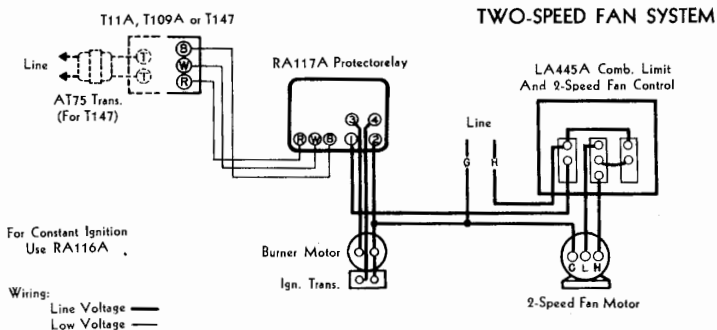 TWO-SPEED FAN SYSTEM
T11A, T109A or T147
RA117A Protectorelay
LA445A Comb. Limit
And 2-Speed Fan Control
Line
T
T
B
W
R
AT75 Trans.
(For T147)
3
4
R
W
B
1
2
Line
G
H
For Constant Ignition
Use RA116A
Burner Motor
Ign. Trans.
G
L
H
2-Speed Fan Motor
Wiring:
Line Voltage
Low Voltage